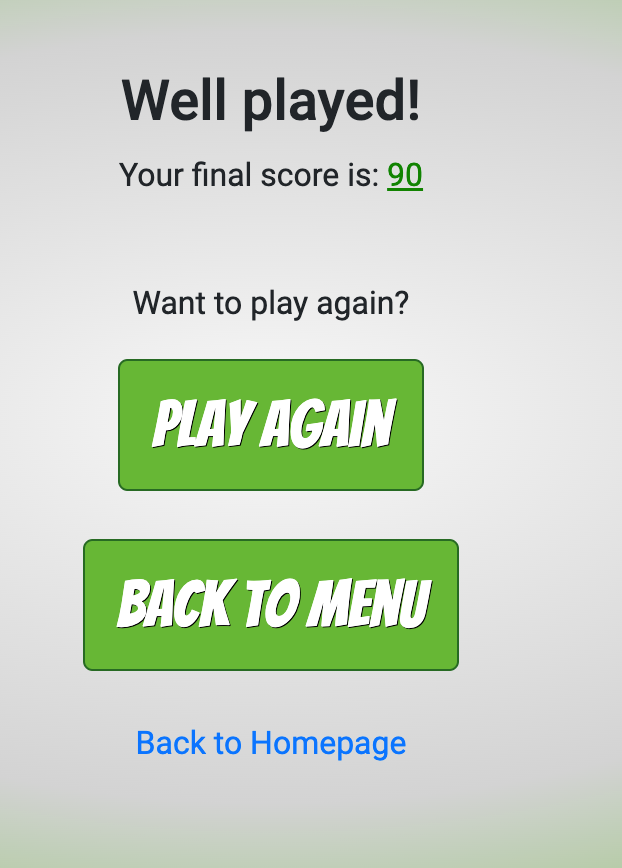 Well played!
Your final score is: 90
Want to play again?
PLAY AGAIN
BACK TO MENU
Back to Homepage